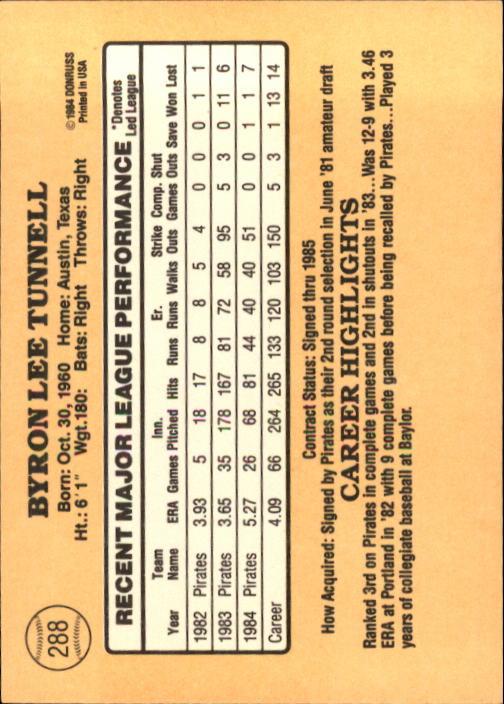 288
BYRON LEE TUNNELL
Born: Oct. 30, 1960 Home: Austin, Texas
Ht.: 6'1" Wgt.180: Bats: Right Throws: Right
© 1984 DONRUSS
Printed in USA
RECENT MAJOR LEAGUE PERFORMANCE *Denotes Led League
Year Team Name ERA Games Inn. Pitched Hits Runs Er. Runs Walks Strike Outs Comp. Games Shut Outs Save Won Lost
1982 Pirates 3.93 5 18 17 8 8 5 4 0 0 0 1 1
1983 Pirates 3.65 35 178 167 81 72 58 95 5 3 0 11 6
1984 Pirates 5.27 26 68 81 44 40 40 51 0 0 1 1 7
Career 4.09 66 264 265 133 120 103 150 5 3 1 13 14
Contract Status: Signed thru 1985
How Acquired: Signed by Pirates as their 2nd round selection in June '81 amateur draft
CAREER HIGHLIGHTS
Ranked 3rd on Pirates in complete games and 2nd in shutouts in '83...Was 12-9 with 3.46
ERA at Portland in '82 with 9 complete games before being recalled by Pirates...Played 3
years of collegiate baseball at Baylor.